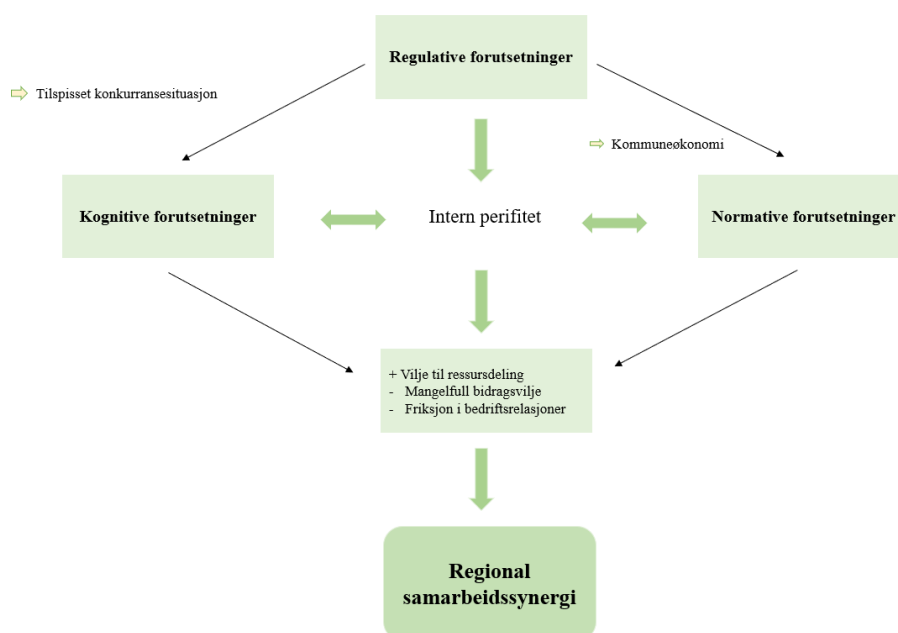 Regulative forutsetninger
Tilspisset konkurransesituasjon
Kommuneøkonomi
Kognitive forutsetninger
Intern perifitet
Normative forutsetninger
+ Vilje til ressursdeling
- Mangelfull bidragsvilje
- Friksjon i bedriftsrelasjoner
Regional
samarbeidssynergi